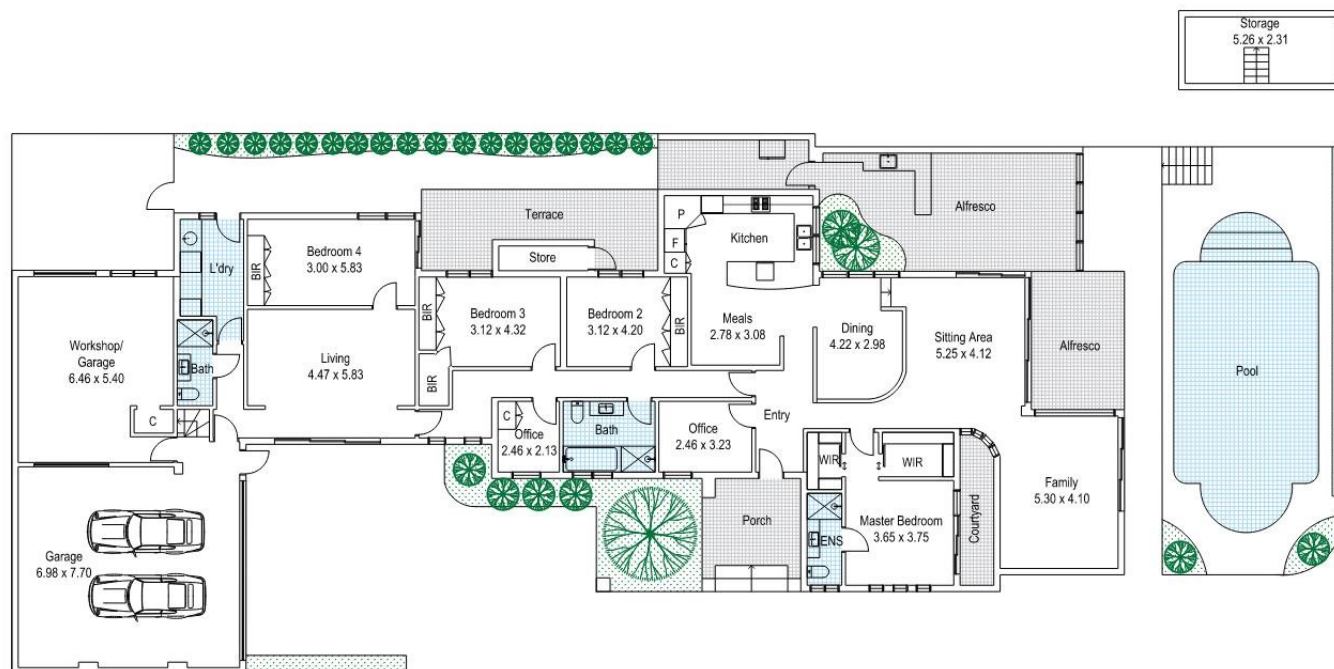 Storage
5.26 x 2.31
Terrace
Store
Alfresco
P
F
C
Kitchen
L'dry
BIR
Bedroom 4
3.00 x 5.83
BIR
Bedroom 3
3.12 x 4.32
Bedroom 2
3.12 x 4.20
BIR
Meals
2.78 x 3.08
Dining
4.22 x 2.98
Sitting Area
5.25 x 4.12
Alfresco
Pool
Workshop/
Garage
6.46 x 5.40
Bath
Living
4.47 x 5.83
BIR
C
C
Office
2.46 x 2.13
Bath
Office
2.46 x 3.23
Entry
WIR
WIR
Family
5.30 x 4.10
Porch
ENS
Master Bedroom
3.65 x 3.75
Courtyard
Garage
6.98 x 7.70